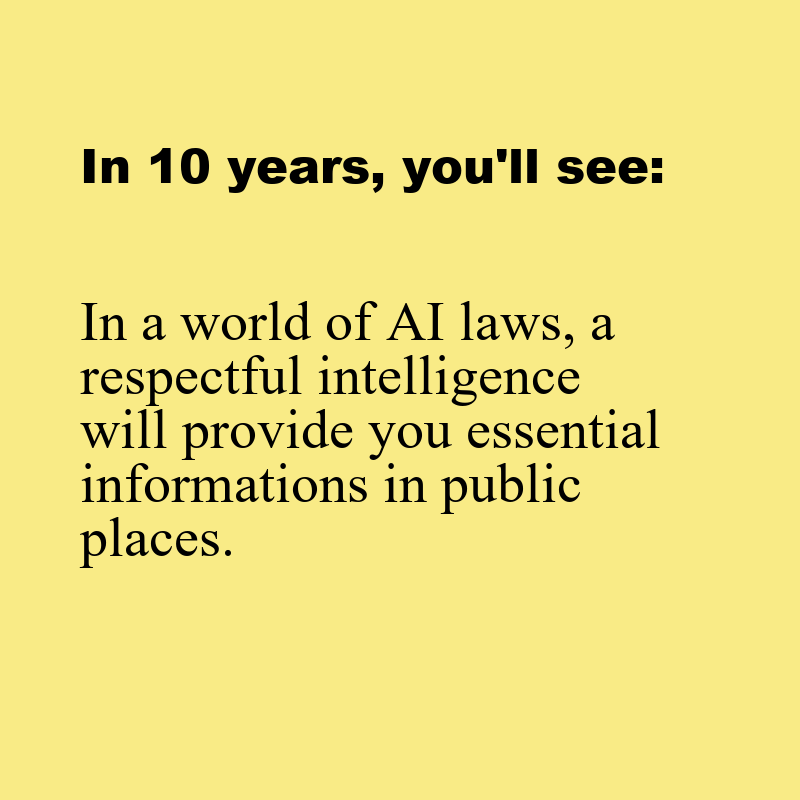 In 10 years, you'll see:
In a world of AI laws, a
respectful intelligence
will provide you essential
informations in public
places.